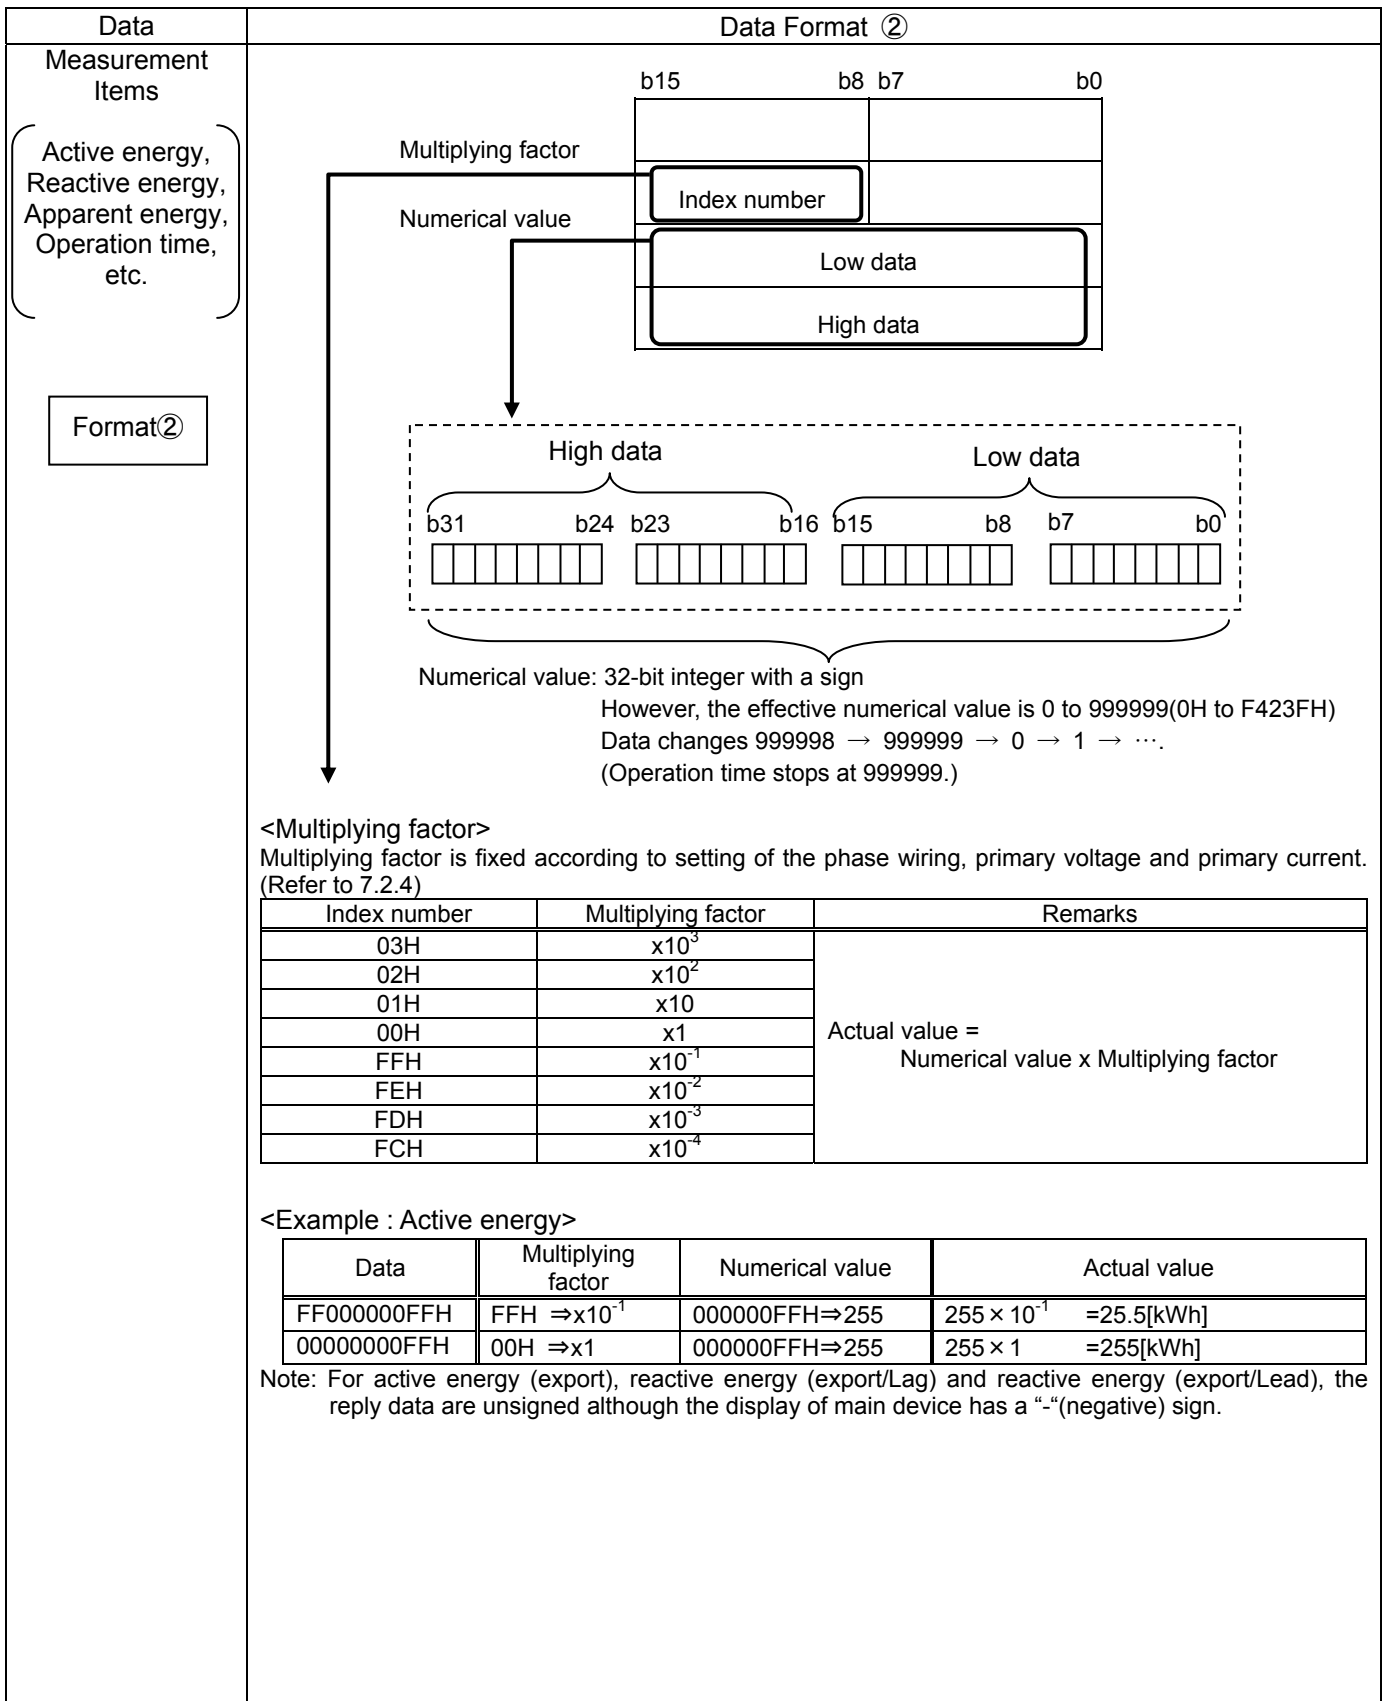 Data
Data Format ②
Measurement
Items
Active energy,
Reactive energy,
Apparent energy,
Operation time,
etc.
Format②
b15 b8 b7 b0
Multiplying factor
Index number
Numerical value
Low data
High data
High data
Low data
b31 b24 b23 b16 b15 b8 b7 b0
Numerical value: 32-bit integer with a sign
However, the effective numerical value is 0 to 999999(0H to F423FH)
Data changes 999998 → 999999 → 0 → 1 → ⋯.
(Operation time stops at 999999.)
<Multiplying factor>
Multiplying factor is fixed according to setting of the phase wiring, primary voltage and primary current.
(Refer to 7.2.4)
Index number Multiplying factor Remarks
03H x10³
02H x10²
01H x10
00H x1
FFH x10⁻¹
FEH x10⁻²
FDH x10⁻³
FCH x10⁻⁴
Actual value =
Numerical value x Multiplying factor
<Example : Active energy>
Data Multiplying factor Numerical value Actual value
FF000000FFH FFH ⇒x10⁻¹ 000000FFH⇒255 255×10⁻¹ =25.5[kWh]
00000000FFH 00H ⇒x1 000000FFH⇒255 255×1 =255[kWh]
Note: For active energy (export), reactive energy (export/Lag) and reactive energy (export/Lead), the
reply data are unsigned although the display of main device has a “-“(negative) sign.